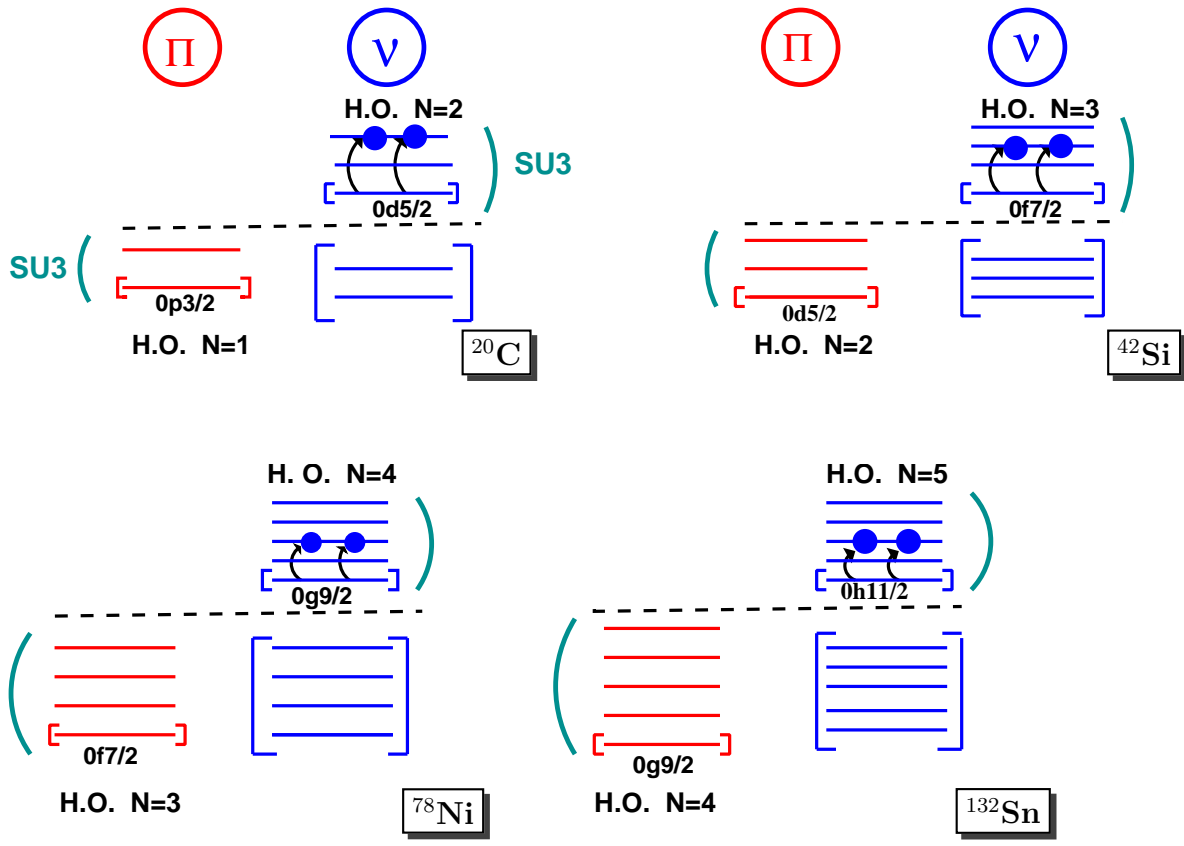 Π
ν
Π
ν
H.O. N=2
SU3
0d5/2
SU3
0p3/2
H.O. N=1
²⁰C
H.O. N=3
0f7/2
0d5/2
H.O. N=2
⁴²Si
H. O. N=4
0g9/2
0f7/2
H.O. N=3
⁷⁸Ni
H.O. N=5
0h11/2
0g9/2
H.O. N=4
¹³²Sn